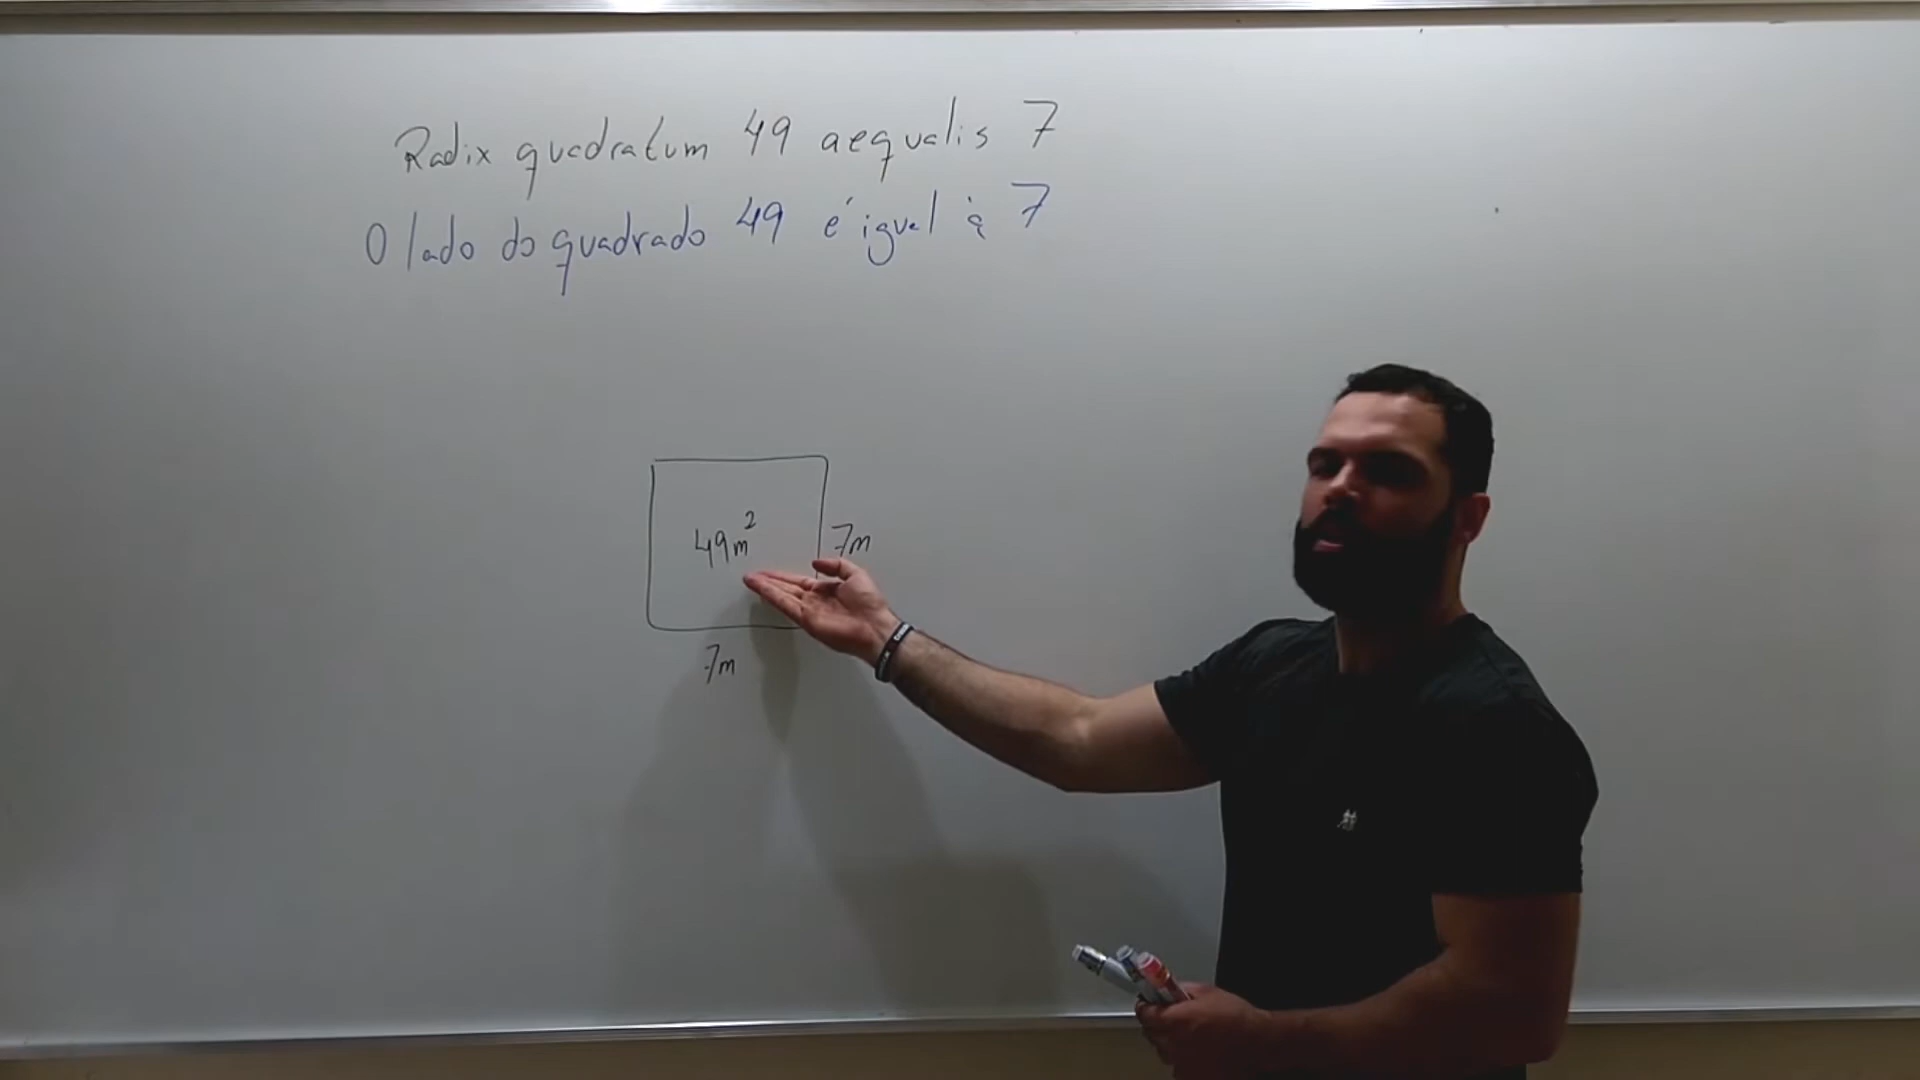 Radix quadratum 49 aequalis 7
O lado do quadrado 49 é igual à 7
49m²
7m
7m